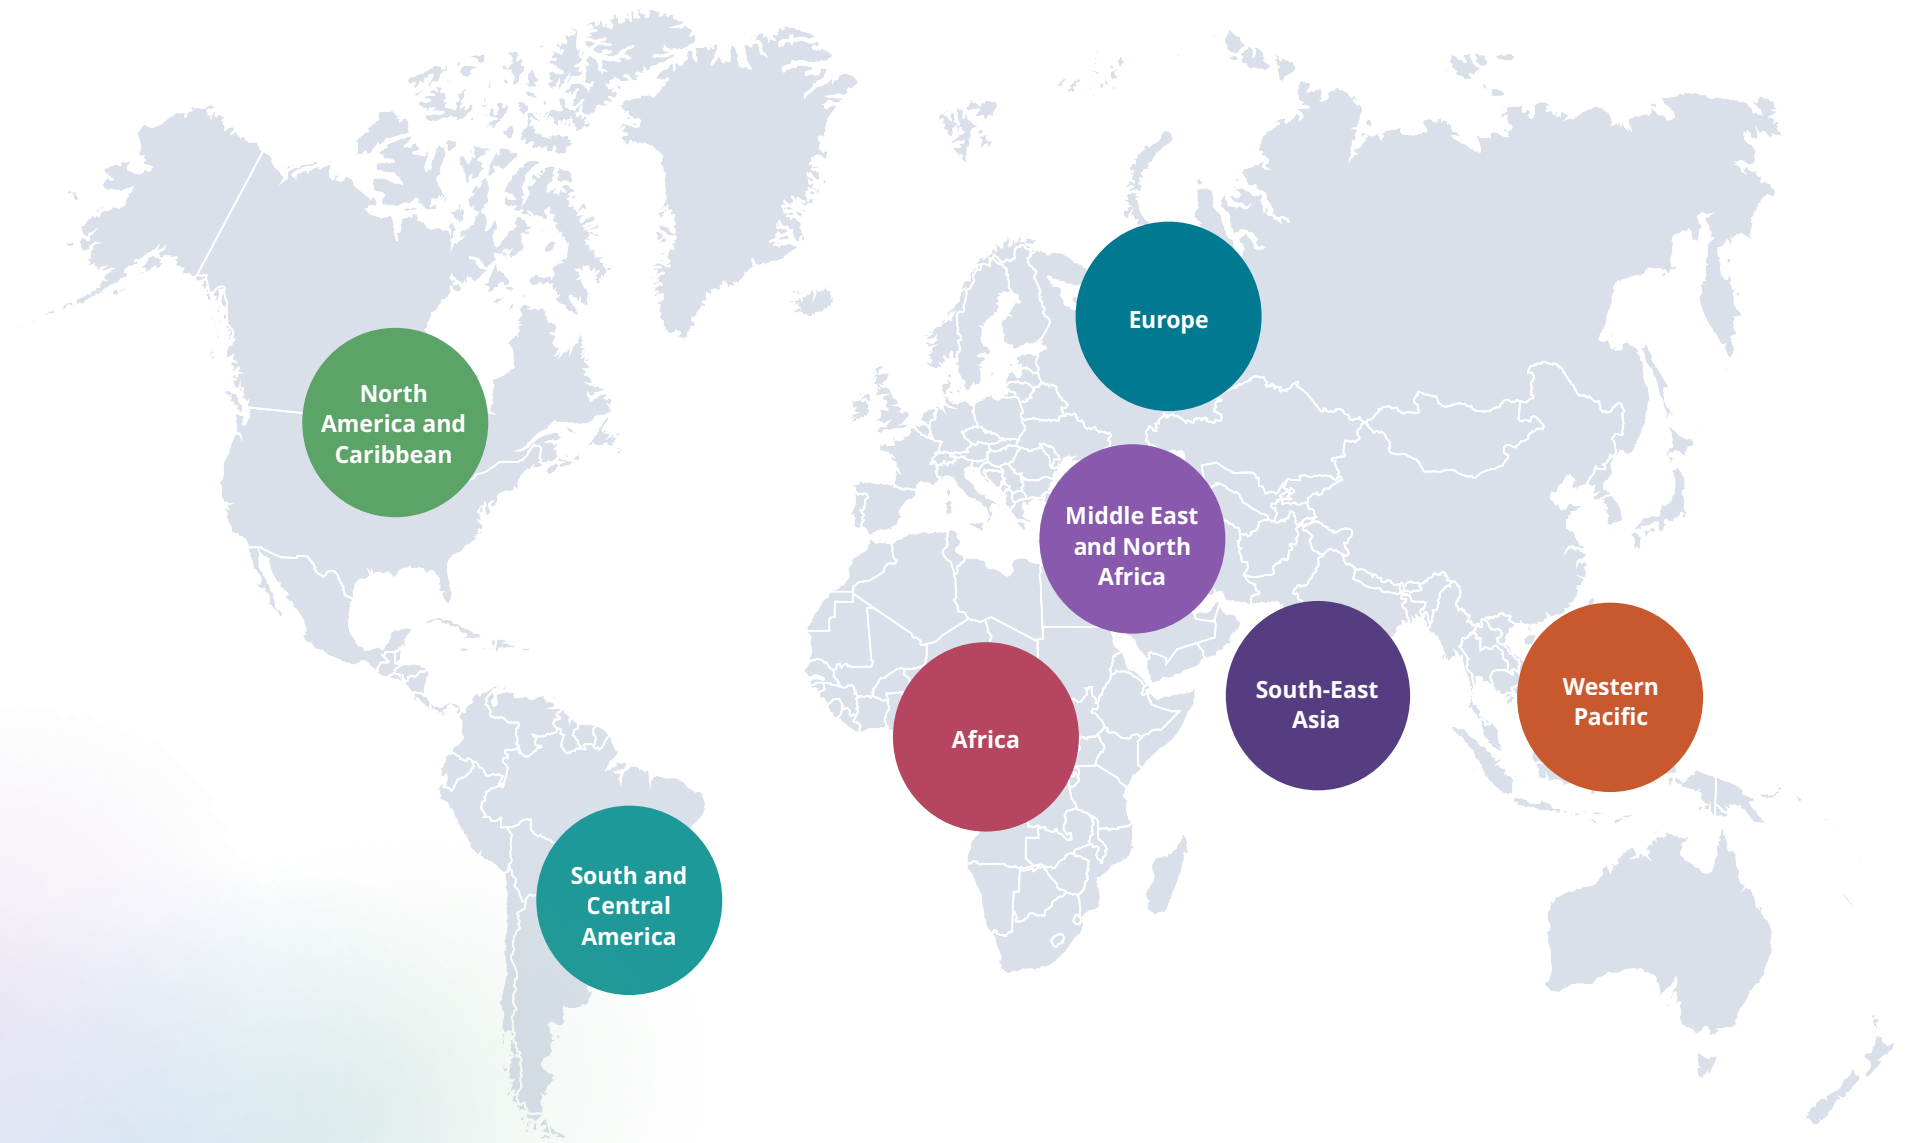 Europe
North
America and
Caribbean
Middle East
and North
Africa
South-East
Asia
Western
Pacific
Africa
South and
Central
America